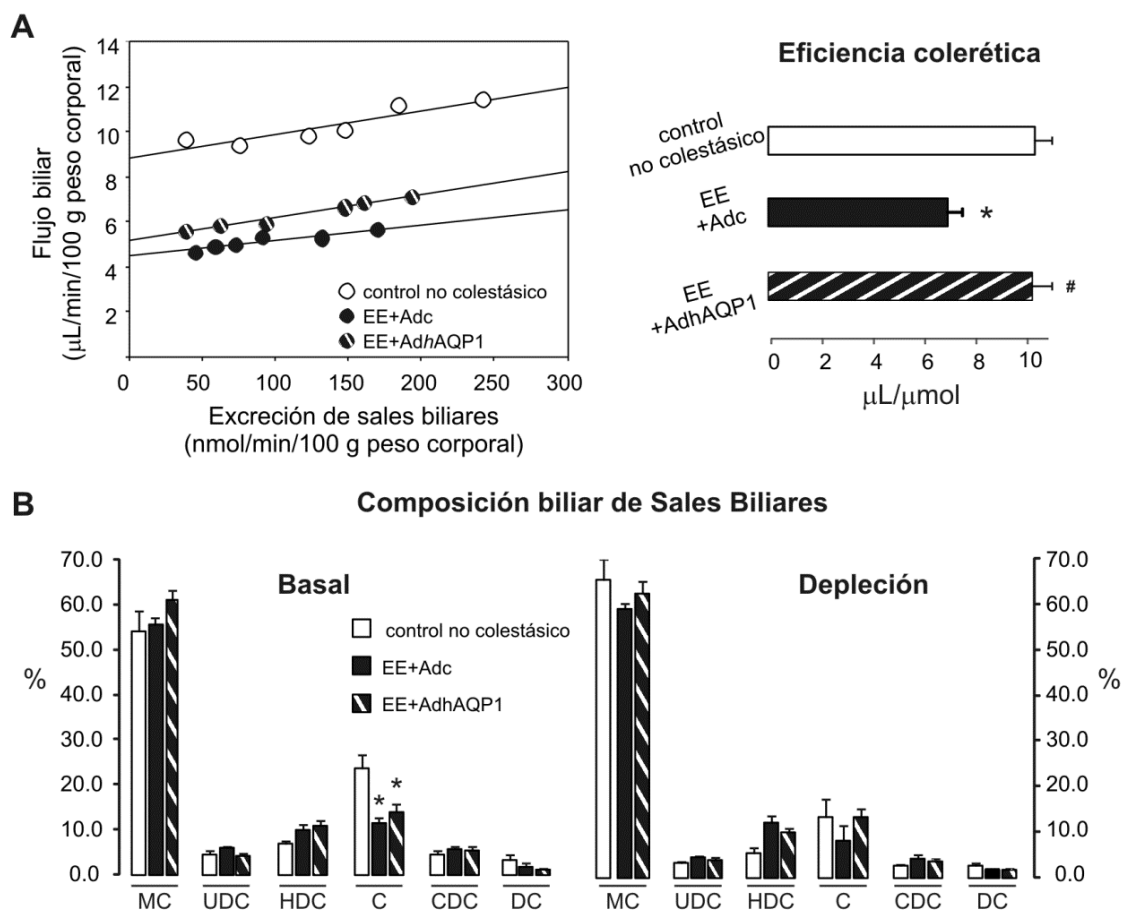 A
Flujo biliar
(μL/min/100 g peso corporal)
14
12
10
8
6
4
2
0
50
100
150
200
250
300
control no colestásico
EE+Adc
EE+AdhAQP1
Excreción de sales biliares
(nmol/min/100 g peso corporal)
Eficiencia colerética
control
no colestásico
EE
+Adc
*
EE
+AdhAQP1
#
0
2
4
6
8
10
μL/μmol
B
Composición biliar de Sales Biliares
Basal
%
70.0
60.0
50.0
40.0
30.0
20.0
10.0
0.0
control no colestásico
EE+Adc
EE+AdhAQP1
*
*
MC
UDC
HDC
C
CDC
DC
Depleción
70.0
60.0
50.0
40.0
30.0
20.0
10.0
0.0
%
MC
UDC
HDC
C
CDC
DC